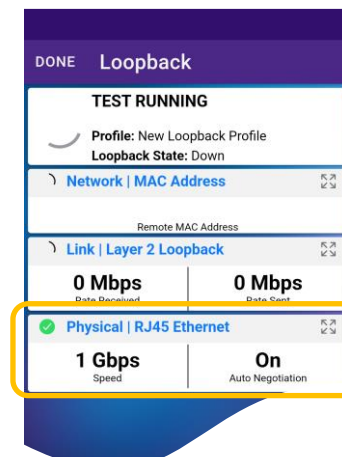 DONE Loopback
TEST RUNNING
Profile: New Loopback Profile
Loopback State: Down
Network | MAC Address
Remote MAC Address
Link | Layer 2 Loopback
0 Mbps 0 Mbps
Rate Received Rate Sent
Physical | RJ45 Ethernet
1 Gbps On
Speed Auto Negotiation